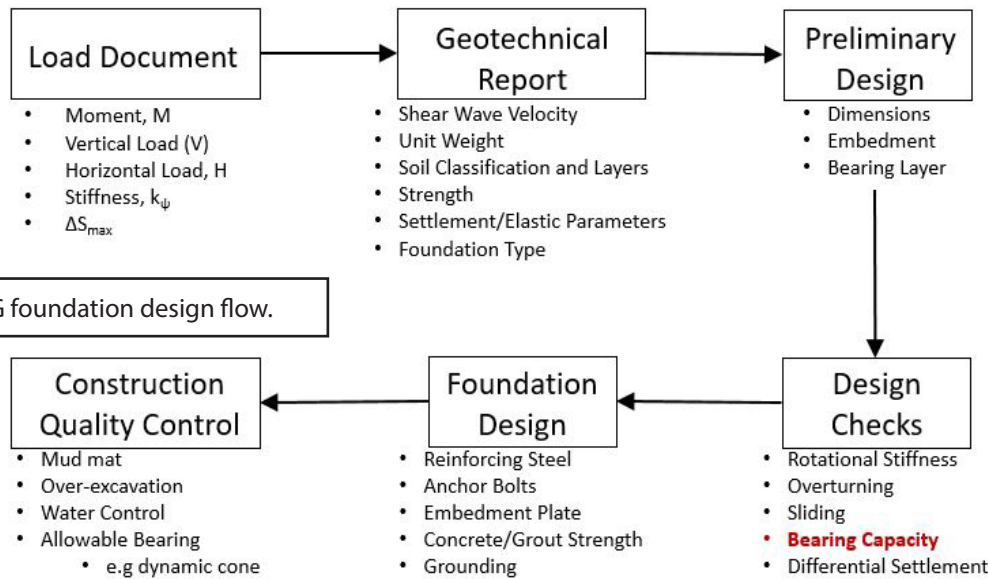 Load Document
• Moment, M
• Vertical Load (V)
• Horizontal Load, H
• Stiffness, kψ
• ΔSmax
Geotechnical
Report
• Shear Wave Velocity
• Unit Weight
• Soil Classification and Layers
• Strength
• Settlement/Elastic Parameters
• Foundation Type
Preliminary
Design
• Dimensions
• Embedment
• Bearing Layer
foundation design flow.
Design
Checks
• Rotational Stiffness
• Overturning
• Sliding
• Bearing Capacity
• Differential Settlement
Foundation
Design
• Reinforcing Steel
• Anchor Bolts
• Embedment Plate
• Concrete/Grout Strength
• Grounding
Construction
Quality Control
• Mud mat
• Over-excavation
• Water Control
• Allowable Bearing
• e.g dynamic cone